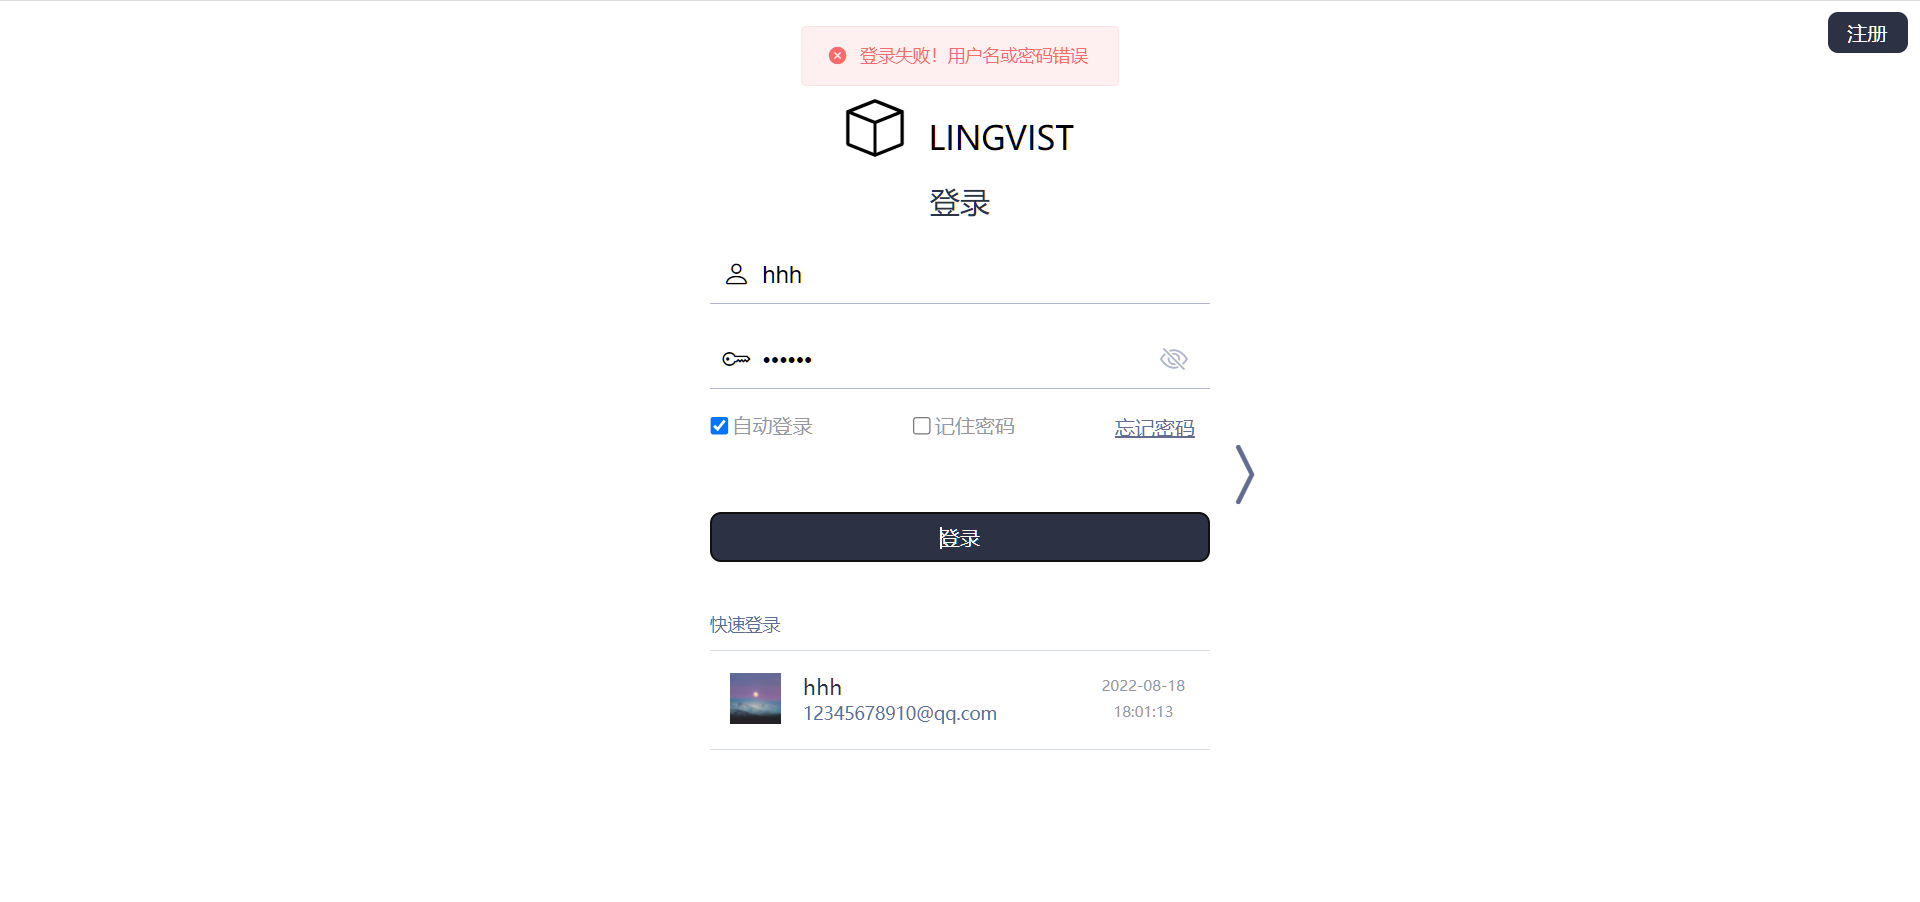 注册
登录失败！用户名或密码错误
LINGVIST
登录
hhh
••••••
自动登录 记住密码 忘记密码
登录
快速登录
hhh
12345678910@qq.com
2022-08-18
18:01:13